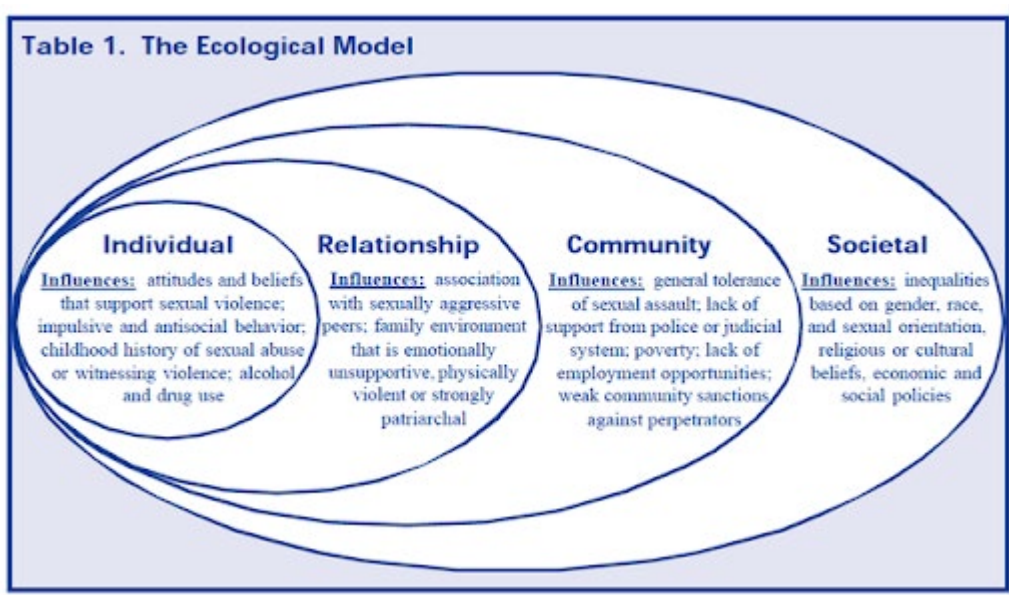 Table 1. The Ecological Model
Individual
Influences: attitudes and beliefs
that support sexual violence;
impulsive and antisocial behavior;
childhood history of sexual abuse
or witnessing violence; alcohol
and drug use
Relationship
Influences: association
with sexually aggressive
peers; family environment
that is emotionally
unsupportive, physically
violent or strongly
patriarchal
Community
Influences: general tolerance
of sexual assault; lack of
support from police or judicial
system; poverty; lack of
employment opportunities;
weak community sanctions
against perpetrators
Societal
Influences: inequalities
based on gender, race,
and sexual orientation,
religious or cultural
beliefs, economic and
social policies